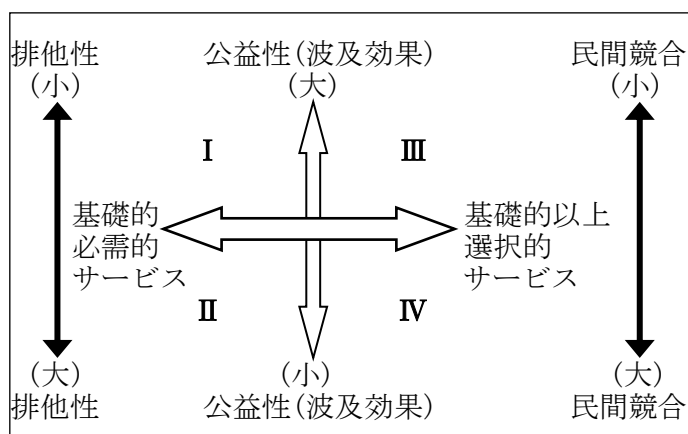 排他性
(小)
公益性(波及効果)
(大)
民間競合
(小)
Ⅰ
Ⅲ
基礎的
必需的
サービス
基礎的以上
選択的
サービス
Ⅱ
Ⅳ
(大)
排他性
(小)
公益性(波及効果)
(大)
民間競合